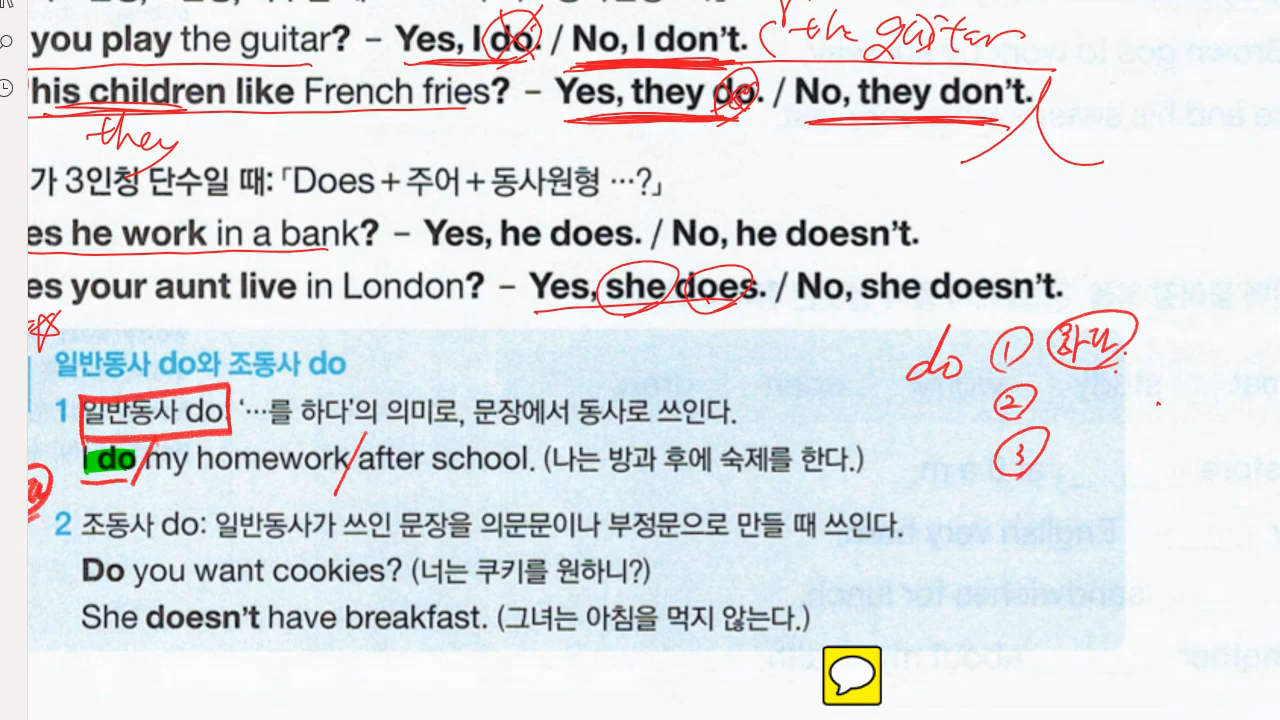 you play the guitar? – Yes, I do. / No, I don't.
the guitar
his children like French fries? – Yes, they do. / No, they don't.
they
가 3인칭 단수일 때: 「Does + 주어 + 동사원형 …?」
es he work in a bank? – Yes, he does. / No, he doesn't.
es your aunt live in London? – Yes, she does. / No, she doesn't.
do ① 하다.
②
③
일반동사 do와 조동사 do
1 일반동사 do: '…를 하다'의 의미로, 문장에서 동사로 쓰인다.
I do my homework after school. (나는 방과 후에 숙제를 한다.)
2 조동사 do: 일반동사가 쓰인 문장을 의문문이나 부정문으로 만들 때 쓰인다.
Do you want cookies? (너는 쿠키를 원하니?)
She doesn't have breakfast. (그녀는 아침을 먹지 않는다.)